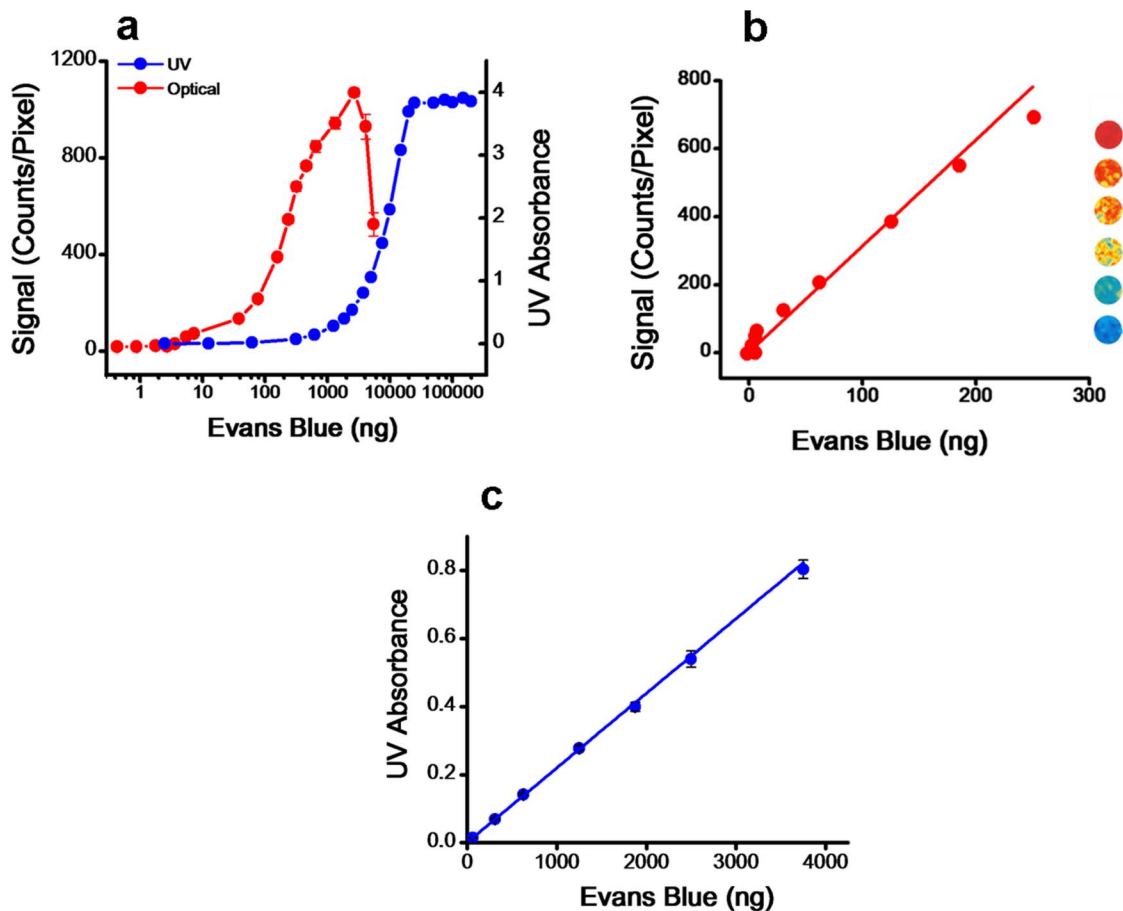 a
UV
Optical
Signal (Counts/Pixel)
1200
800
400
0
UV Absorbance
4
3
2
1
0
1 10 100 1000 10000 100000
Evans Blue (ng)
b
Signal (Counts/Pixel)
800
600
400
200
0
0 100 200 300
Evans Blue (ng)
c
UV Absorbance
0.8
0.6
0.4
0.2
0.0
0 1000 2000 3000 4000
Evans Blue (ng)